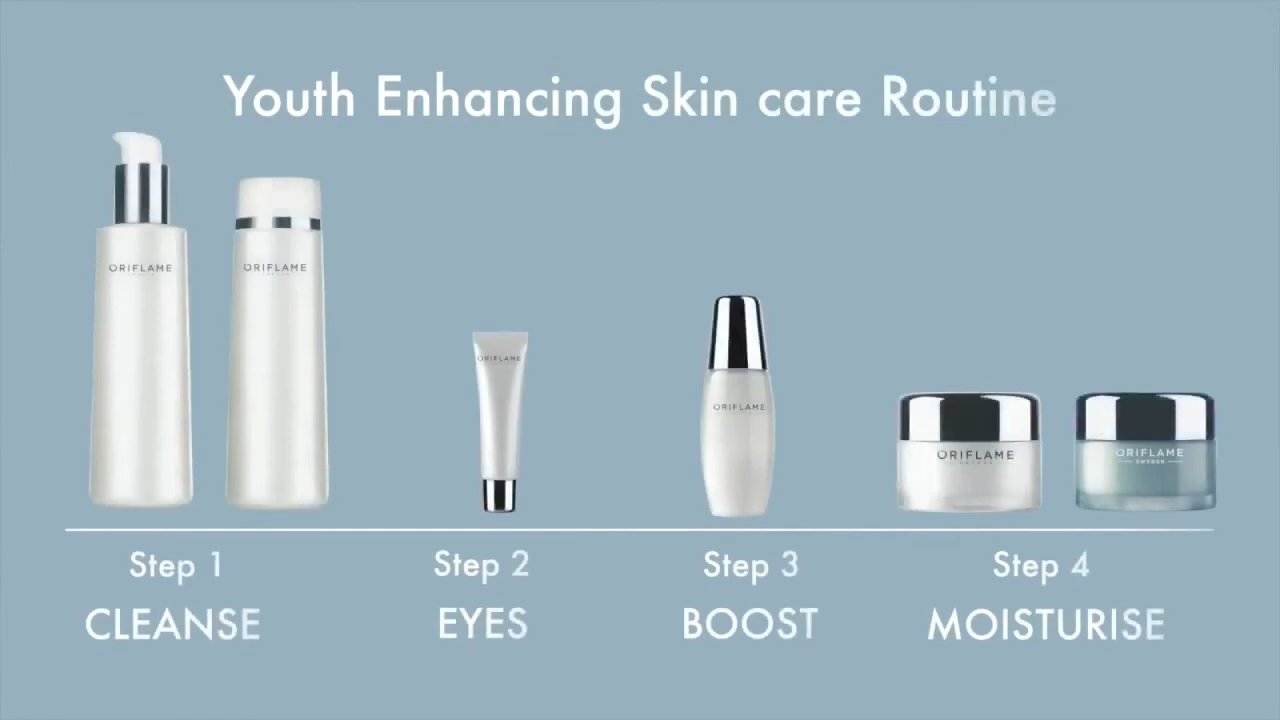 Youth Enhancing Skin care Routine
ORIFLAME
ORIFLAME
ORIFLAME
ORIFLAME
ORIFLAME
ORIFLAME
SWEDEN
Step 1
Step 2
Step 3
Step 4
CLEANSE
EYES
BOOST
MOISTURISE